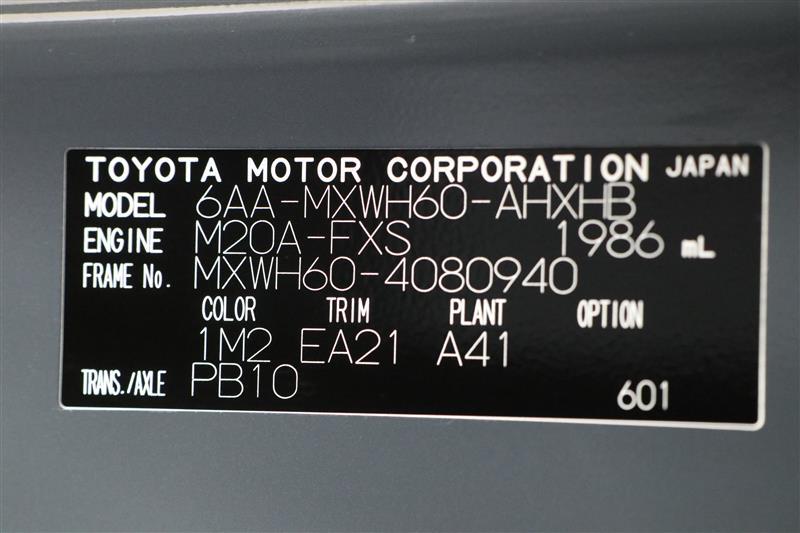 TOYOTA MOTOR CORPORATION JAPAN
MODEL 6AA-MXWH60-AHXHB
ENGINE M20A-FXS 1986 mL
FRAME No. MXWH60-4080940
COLOR TRIM PLANT OPTION
1M2 EA21 A41
TRANS./AXLE PB10 601